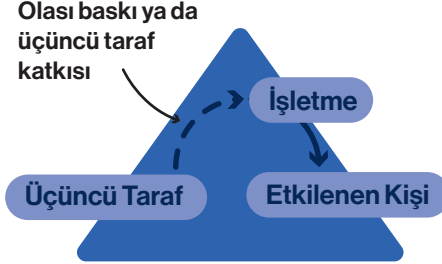 Olası baskı ya da
üçüncü taraf
katkısı
İşletme
Üçüncü Taraf
Etkilenen Kişi